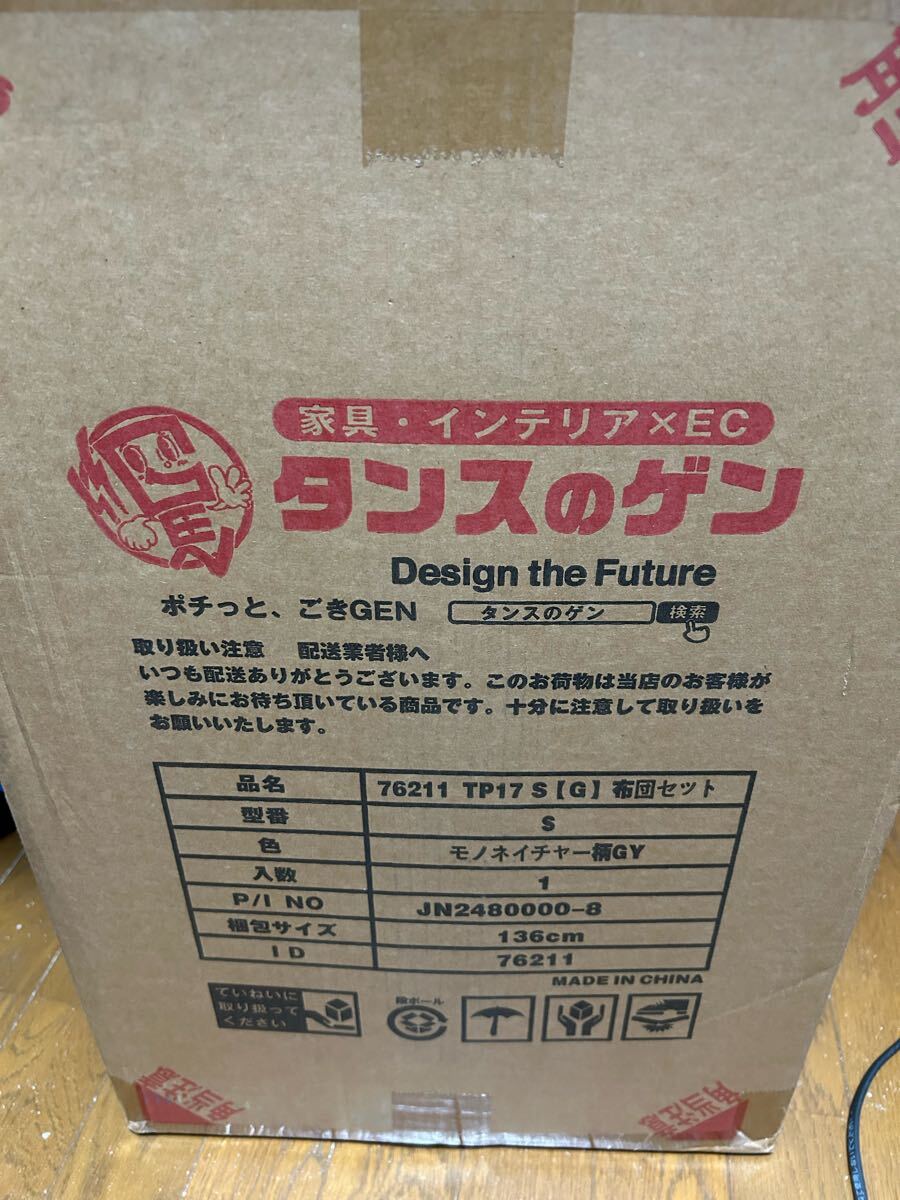 家具・インテリア×EC
タンスのゲン
Design the Future
ポチっと、ごきGEN タンスのゲン 検索
取り扱い注意 配送業者様へ
いつも配送ありがとうございます。このお荷物は当店のお客様が
楽しみにお待ち頂いている商品です。十分に注意して取り扱いを
お願いいたします。
品名 76211 TP17 S【G】布団セット
型番 S
色 モノネイチャー柄GY
入数 1
P/I NO JN2480000-8
梱包サイズ 136cm
ID 76211
MADE IN CHINA
ていねいに
取り扱って
ください
段ボール
角当注意
角当注意